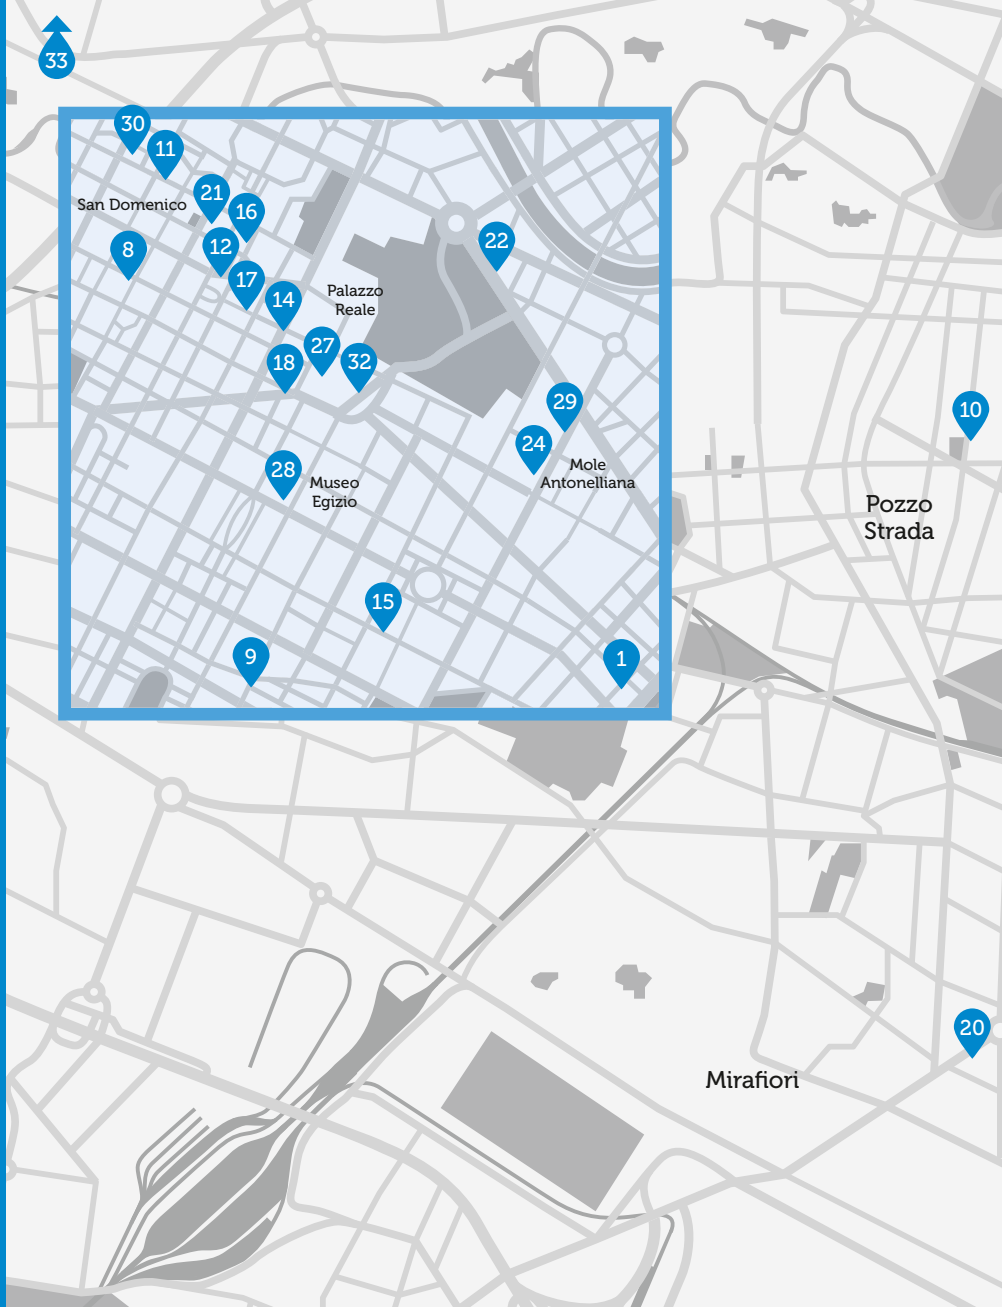 33
30
11
21
San Domenico
16
8
12
22
17
14
Palazzo
Reale
27
18
32
29
10
24
28
Museo
Egizio
Mole
Antonelliana
Pozzo
Strada
15
9
1
20
Mirafiori